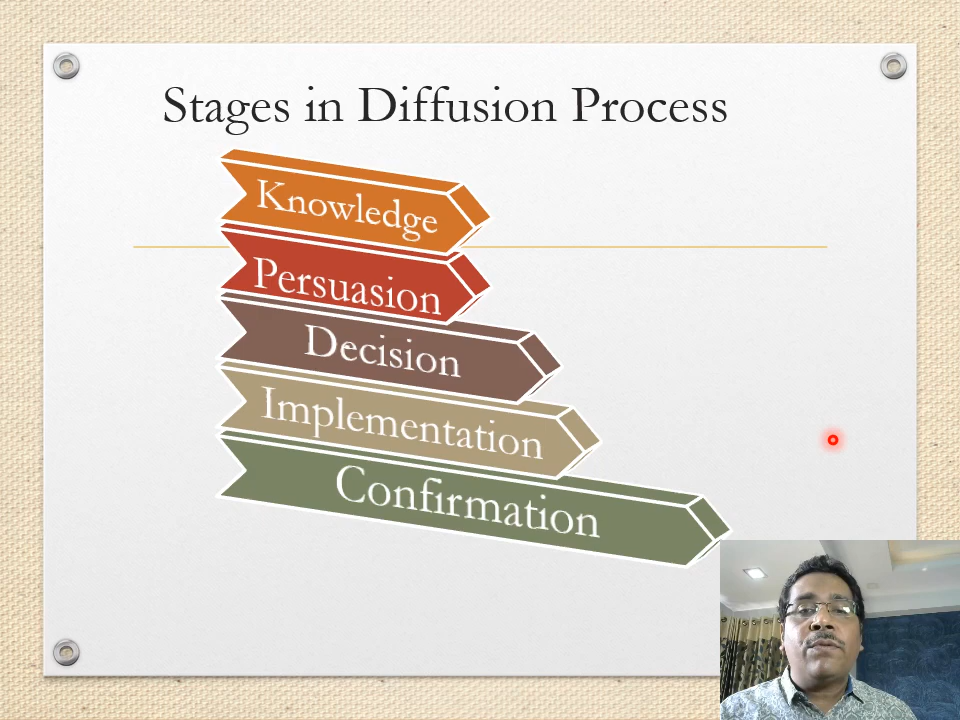 Stages in Diffusion Process
Knowledge
Persuasion
Decision
Implementation
Confirmation